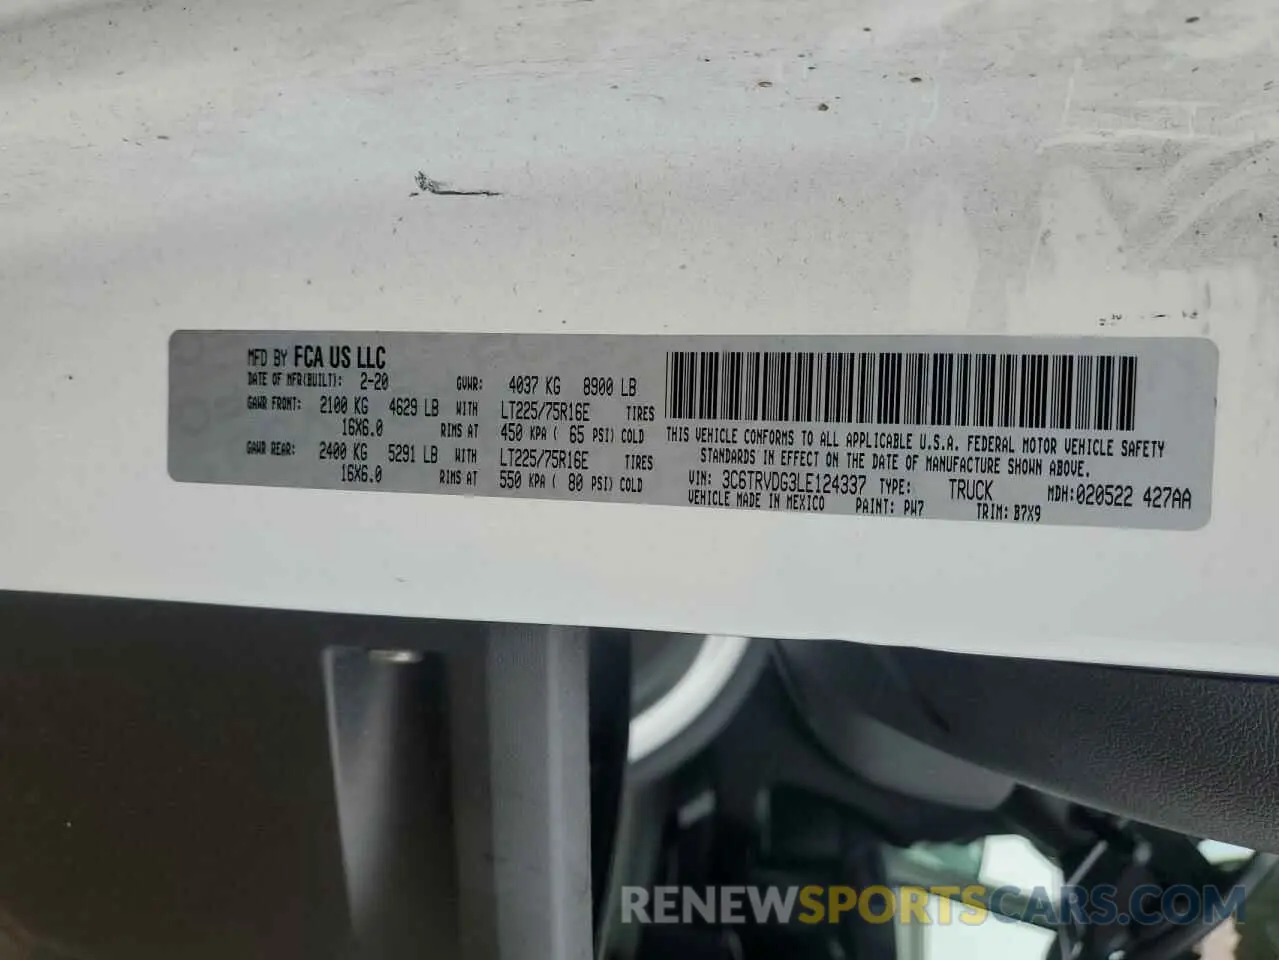 MFD BY FCA US LLC
DATE OF MFR(BUILT): 2-20 GVWR: 4037 KG 8900 LB
GAWR FRONT: 2100 KG 4629 LB WITH LT225/75R16E TIRES
16X6.0 RIMS AT 450 KPA ( 65 PSI) COLD
GAWR REAR: 2400 KG 5291 LB WITH LT225/75R16E TIRES
16X6.0 RIMS AT 550 KPA ( 80 PSI) COLD
THIS VEHICLE CONFORMS TO ALL APPLICABLE U.S.A. FEDERAL MOTOR VEHICLE SAFETY
STANDARDS IN EFFECT ON THE DATE OF MANUFACTURE SHOWN ABOVE.
VIN: 3C6TRVDG3LE124337 TYPE: TRUCK MDH:020522 427AA
VEHICLE MADE IN MEXICO PAINT: PW7 TRIM: B7X9
RENEWSPORTSCARS.COM